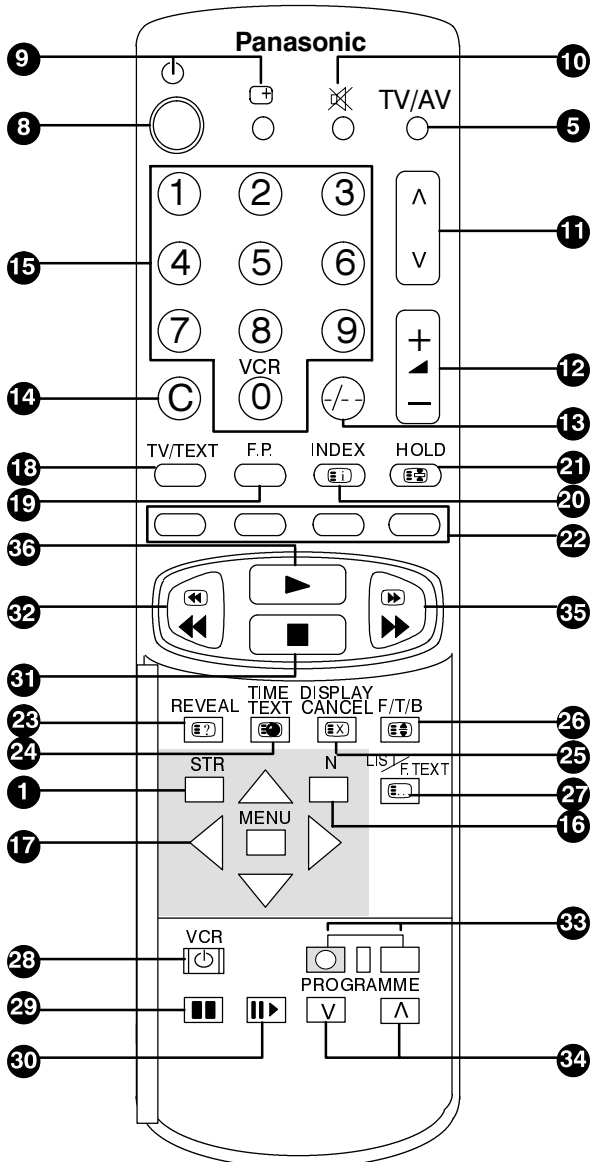 Panasonic
9
10
8
TV/AV
5
1 2 3
11
15
4 5 6
7 8 9
VCR
12
14
C 0 -/--
13
18
TV/TEXT F.P. INDEX HOLD
21
19
20
22
36
32
35
31
23
REVEAL TIME TEXT DISPLAY CANCEL F/T/B
26
24
25
1
STR N LIST/F.TEXT
27
16
17
MENU
33
28
VCR
PROGRAMME
29
30
34